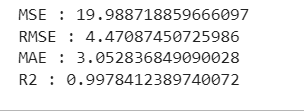 MSE : 19.988718859666097
RMSE : 4.47087450725986
MAE : 3.052836849090028
R2 : 0.9978412389740072